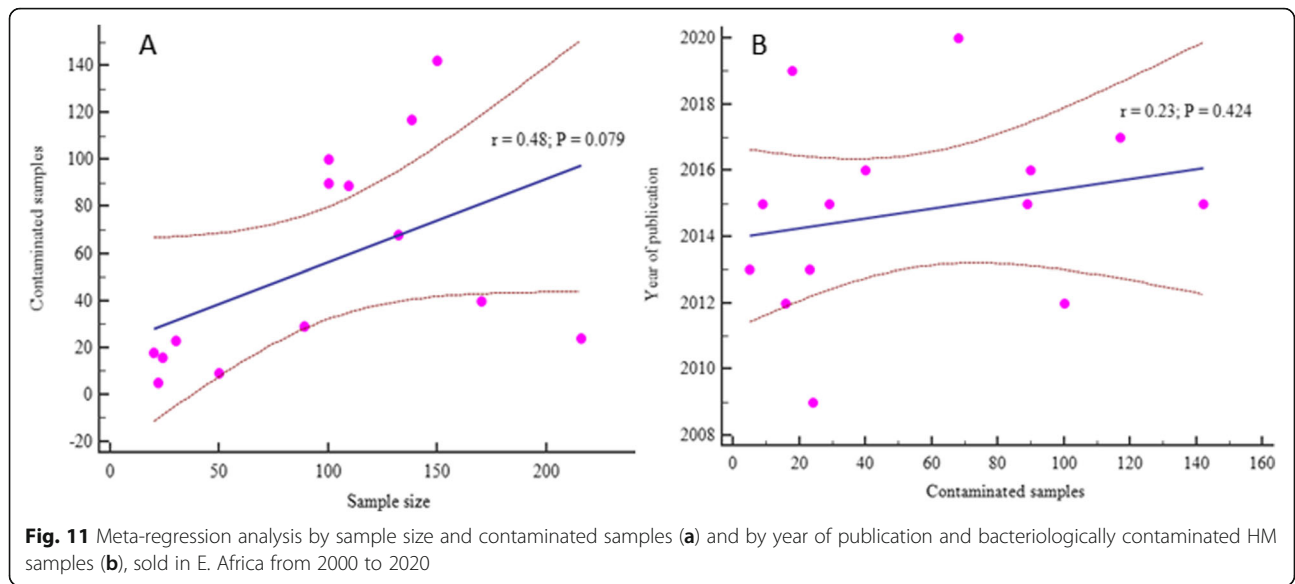 A
Contaminated samples
140
120
100
80
60
40
20
0
-20
r = 0.48; P = 0.079
0 50 100 150 200
Sample size
B
Year of publication
2020
2018
2016
2014
2012
2010
2008
r = 0.23; P = 0.424
0 20 40 60 80 100 120 140 160
Contaminated samples
Fig. 11 Meta-regression analysis by sample size and contaminated samples (a) and by year of publication and bacteriologically contaminated HM
samples (b), sold in E. Africa from 2000 to 2020